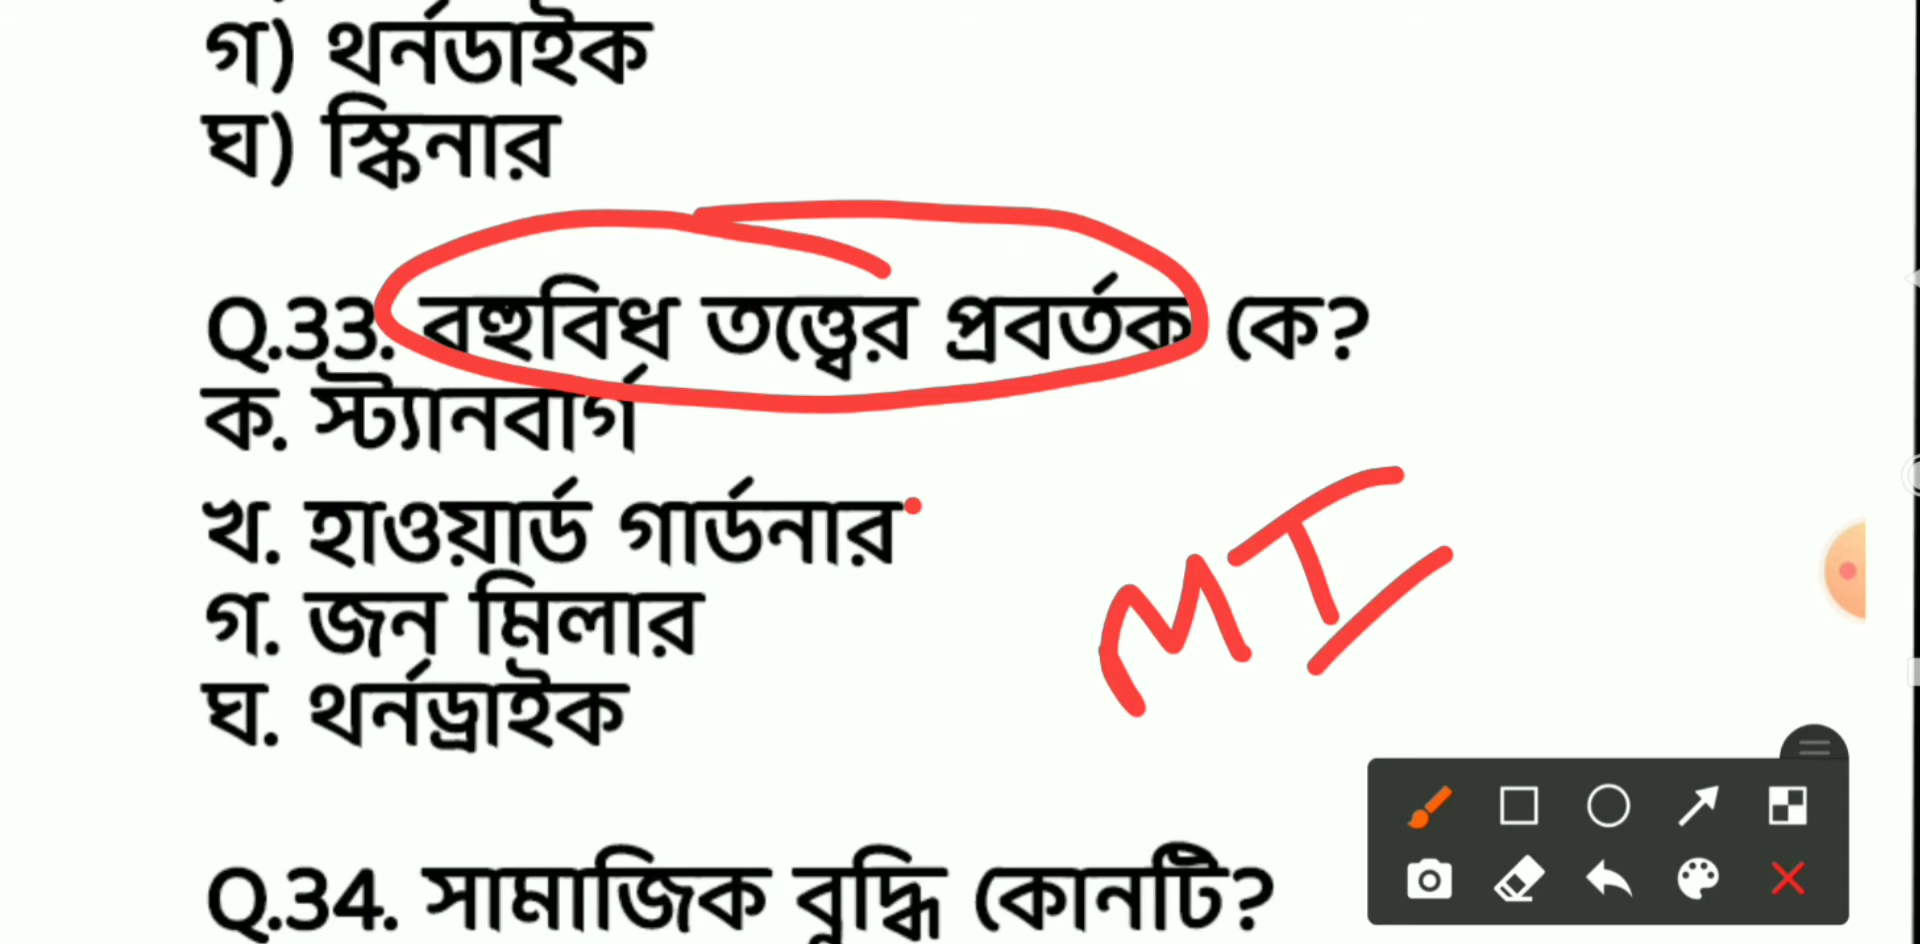 গ) থর্নডাইক
ঘ) স্কিনার
Q.33. বহুবিধ তত্ত্বের প্রবর্তক কে?
ক. স্ট্যানবার্গ
খ. হাওয়ার্ড গার্ডনার
গ. জন মিলার
MI
ঘ. থর্নড্রাইক
Q.34. সামাজিক বুদ্ধি কোনটি?